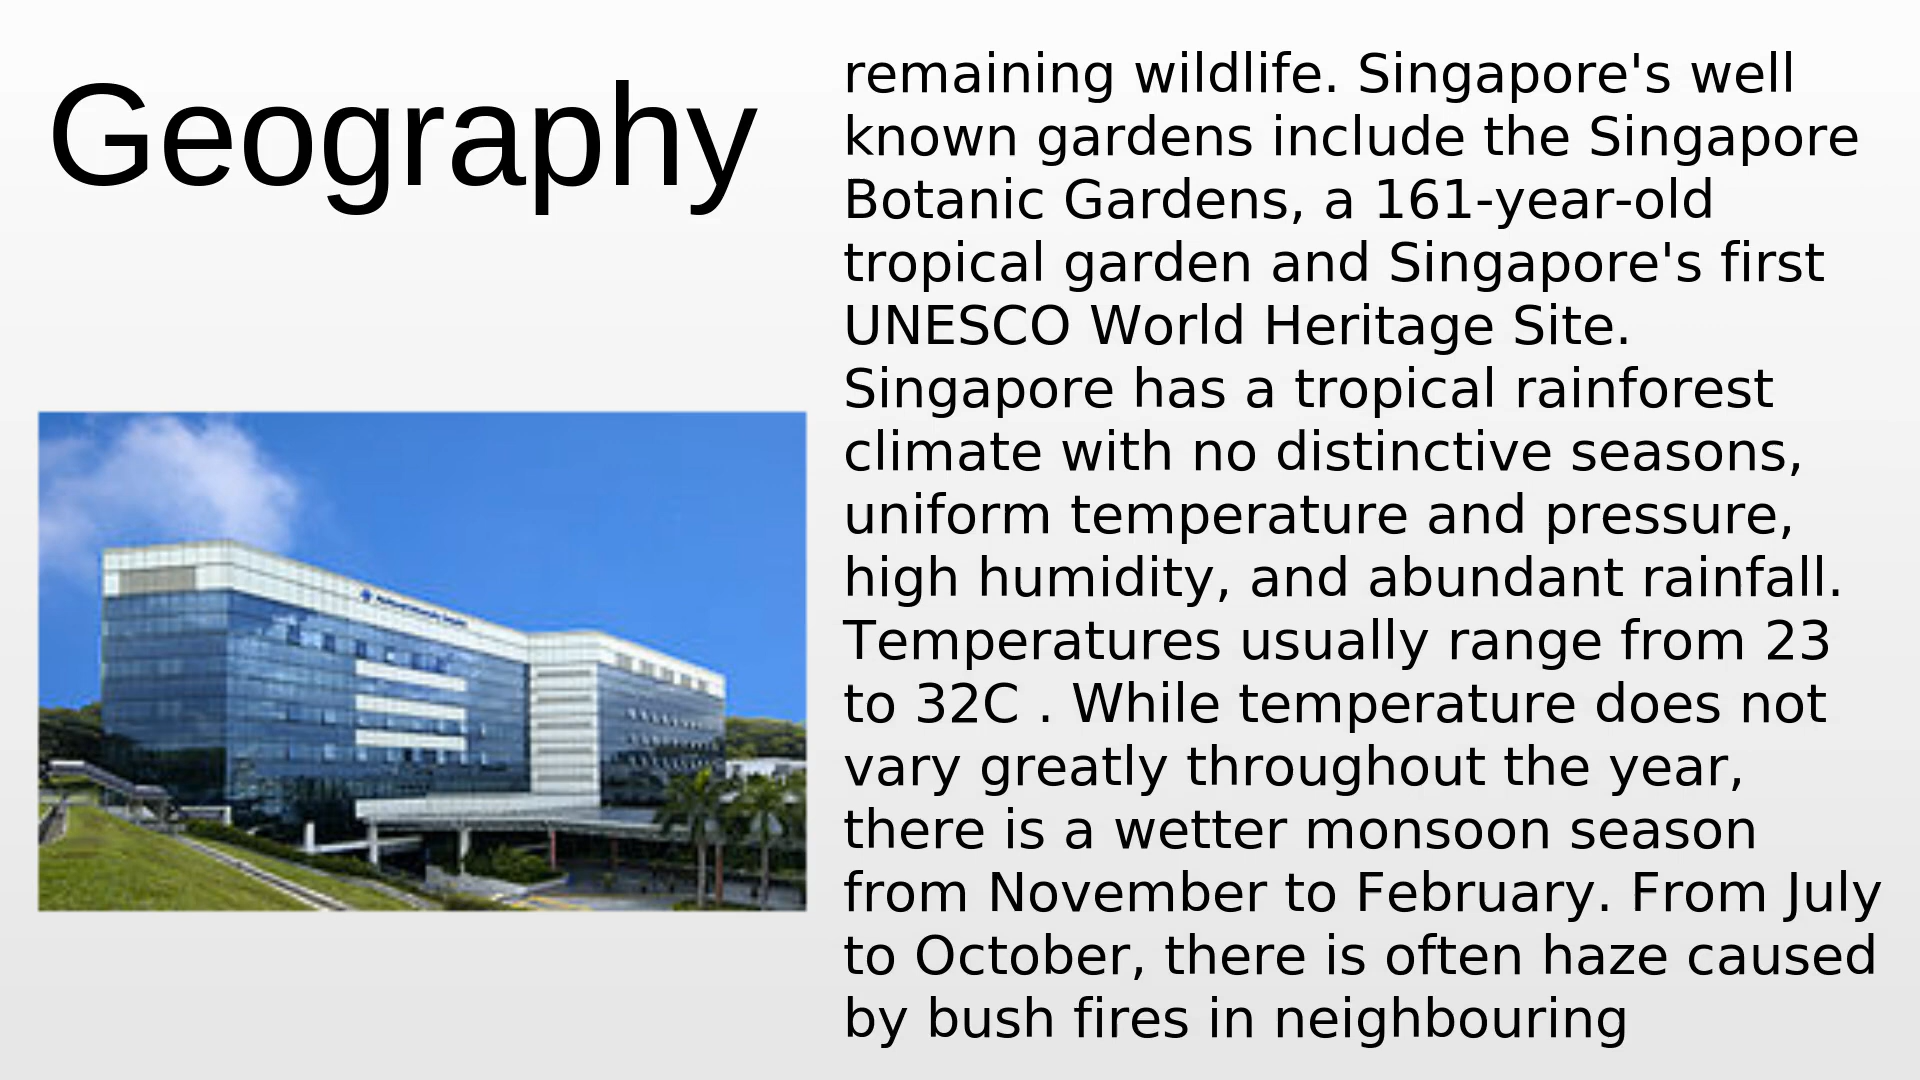 Geography
remaining wildlife. Singapore's well
known gardens include the Singapore
Botanic Gardens, a 161-year-old
tropical garden and Singapore's first
UNESCO World Heritage Site.
Singapore has a tropical rainforest
climate with no distinctive seasons,
uniform temperature and pressure,
high humidity, and abundant rainfall.
Temperatures usually range from 23
to 32C . While temperature does not
vary greatly throughout the year,
there is a wetter monsoon season
from November to February. From July
to October, there is often haze caused
by bush fires in neighbouring